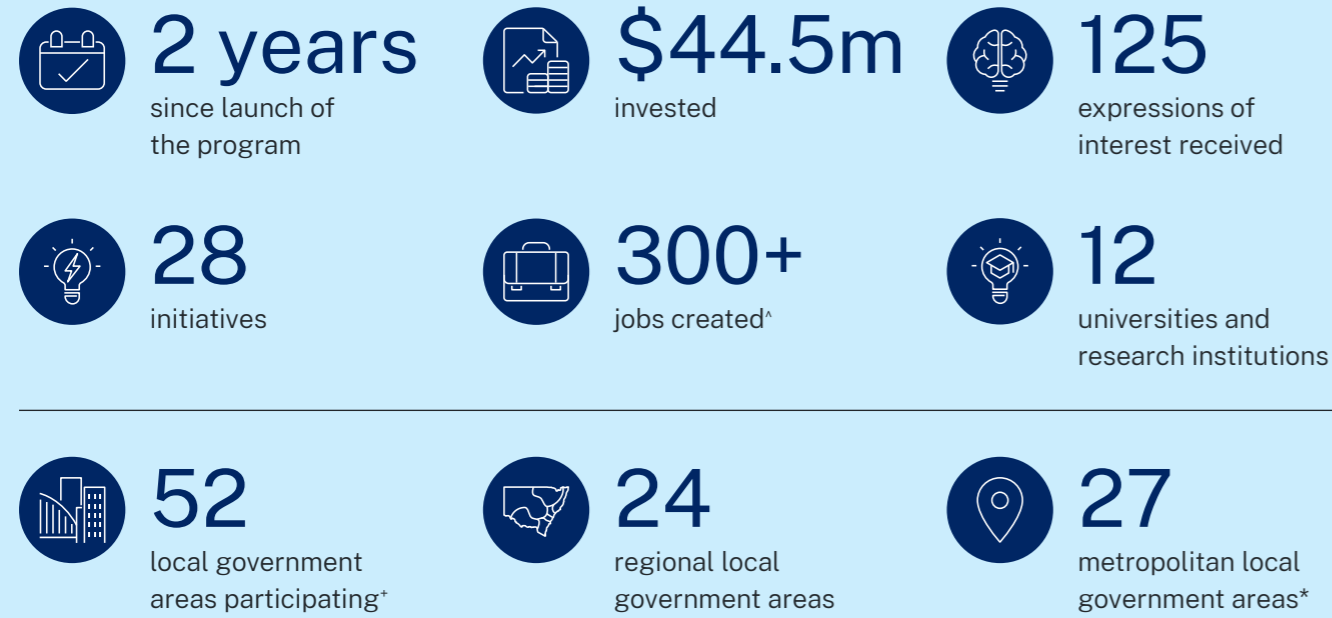 2 years
since launch of
the program
$44.5m
invested
125
expressions of
interest received
28
initiatives
300+
jobs created^
12
universities and
research institutions
52
local government
areas participating+
24
regional local
government areas
27
metropolitan local
government areas*